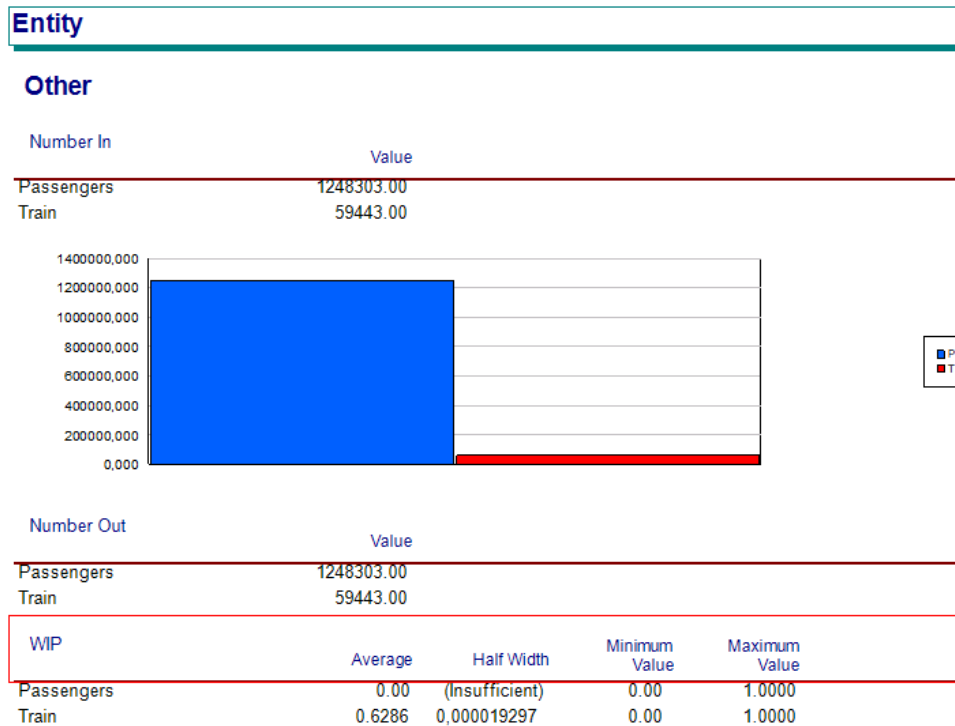 Entity
Other
Number In
Value
Passengers 1248303.00
Train 59443.00
1400000,000
1200000,000
1000000,000
800000,000
600000,000
400000,000
200000,000
0,000
P
T
Number Out
Value
Passengers 1248303.00
Train 59443.00
WIP
Average Half Width Minimum Value Maximum Value
Passengers 0.00 (Insufficient) 0.00 1.0000
Train 0.6286 0,000019297 0.00 1.0000